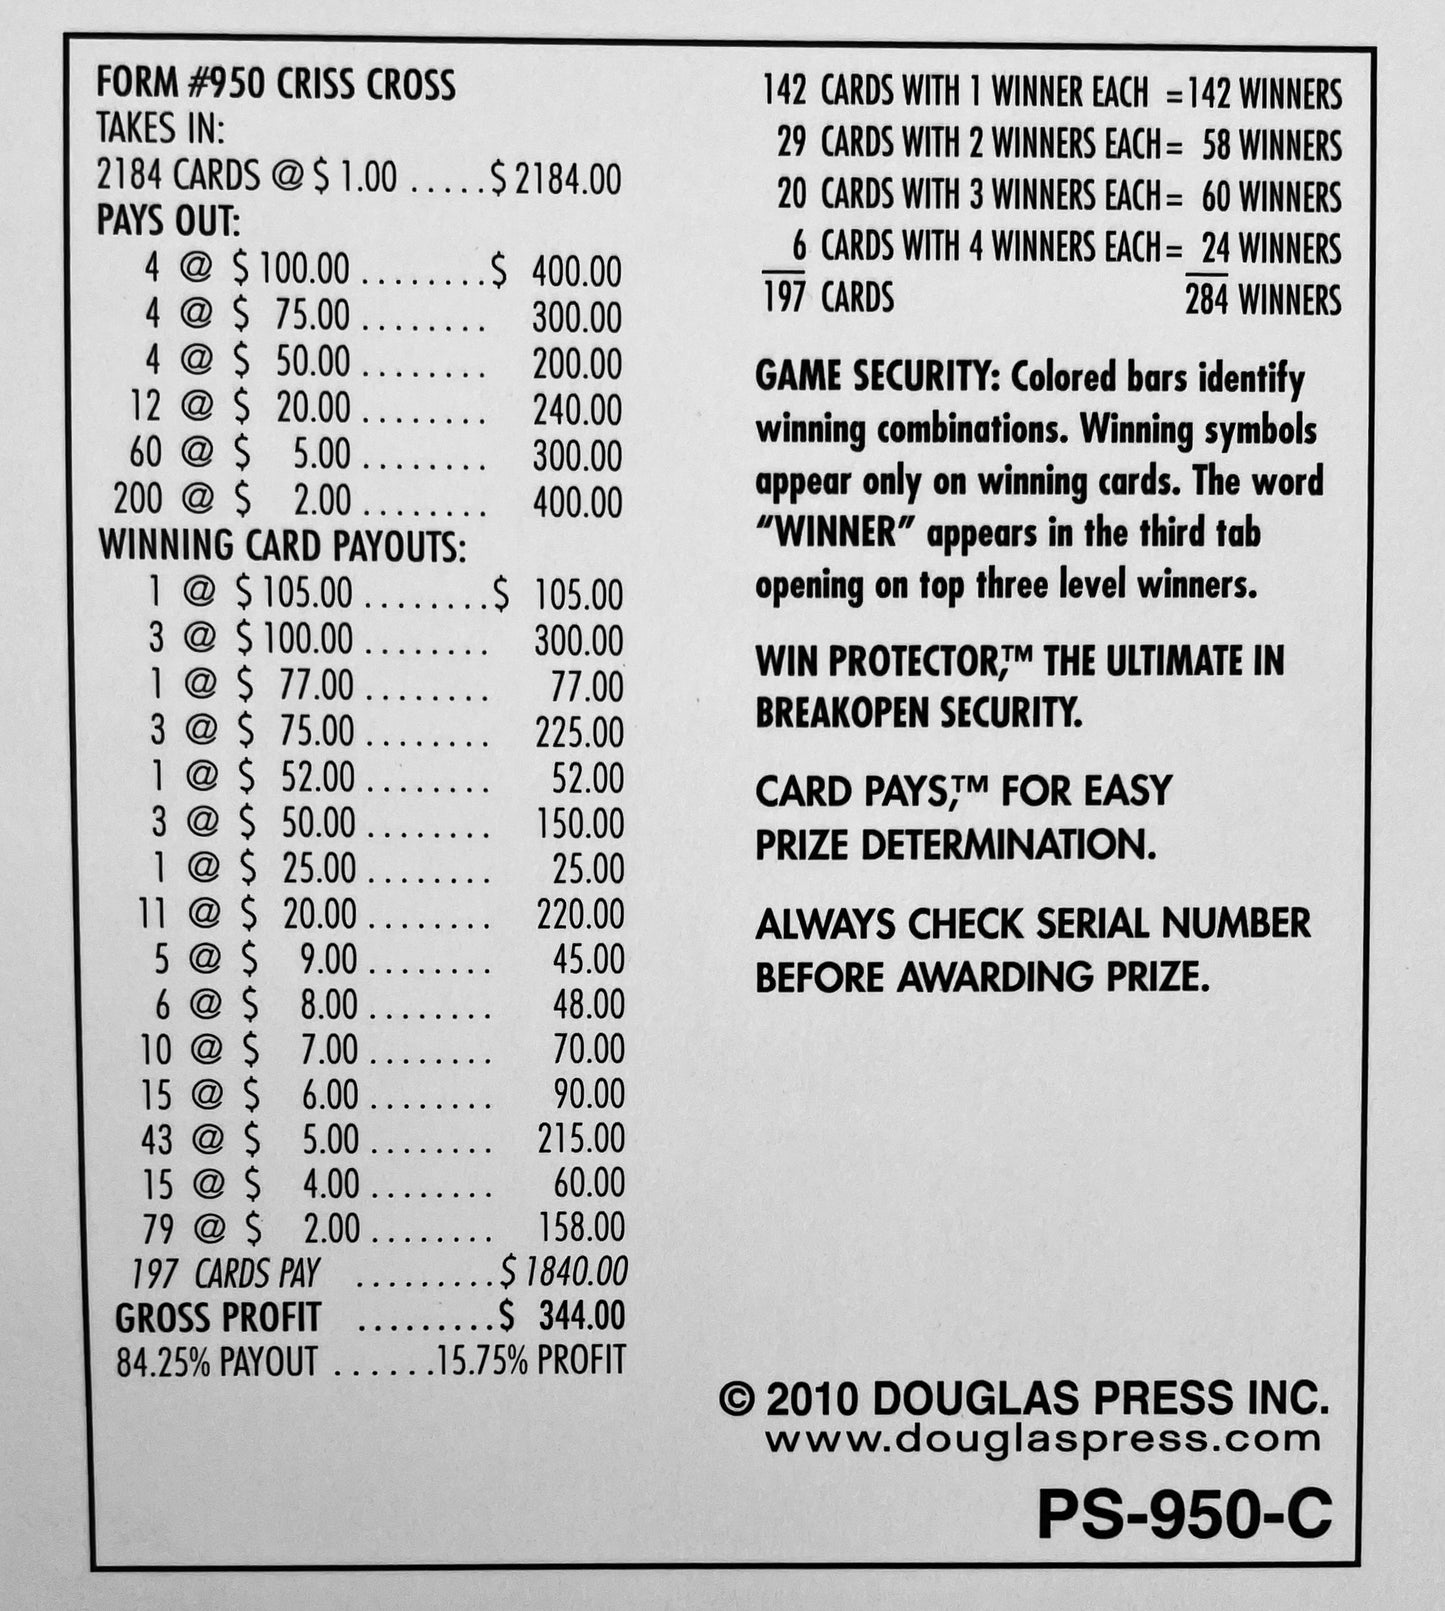 FORM #950 CRISS CROSS
TAKES IN:
2184 CARDS @ $ 1.00 .....$ 2184.00
PAYS OUT:
4 @ $ 100.00 ........$ 400.00
4 @ $ 75.00 ........ 300.00
4 @ $ 50.00 ........ 200.00
12 @ $ 20.00 ........ 240.00
60 @ $ 5.00 ........ 300.00
200 @ $ 2.00 ........ 400.00
WINNING CARD PAYOUTS:
1 @ $ 105.00 ........$ 105.00
3 @ $ 100.00 ........ 300.00
1 @ $ 77.00 ........ 77.00
3 @ $ 75.00 ........ 225.00
1 @ $ 52.00 ........ 52.00
3 @ $ 50.00 ........ 150.00
1 @ $ 25.00 ........ 25.00
11 @ $ 20.00 ........ 220.00
5 @ $ 9.00 ........ 45.00
6 @ $ 8.00 ........ 48.00
10 @ $ 7.00 ........ 70.00
15 @ $ 6.00 ........ 90.00
43 @ $ 5.00 ........ 215.00
15 @ $ 4.00 ........ 60.00
79 @ $ 2.00 ........ 158.00
197 CARDS PAY .........$ 1840.00
GROSS PROFIT .........$ 344.00
84.25% PAYOUT ......15.75% PROFIT
142 CARDS WITH 1 WINNER EACH =142 WINNERS
29 CARDS WITH 2 WINNERS EACH= 58 WINNERS
20 CARDS WITH 3 WINNERS EACH= 60 WINNERS
6 CARDS WITH 4 WINNERS EACH= 24 WINNERS
197 CARDS 284 WINNERS
GAME SECURITY: Colored bars identify
winning combinations. Winning symbols
appear only on winning cards. The word
“WINNER” appears in the third tab
opening on top three level winners.
WIN PROTECTOR,™ THE ULTIMATE IN
BREAKOPEN SECURITY.
CARD PAYS,™ FOR EASY
PRIZE DETERMINATION.
ALWAYS CHECK SERIAL NUMBER
BEFORE AWARDING PRIZE.
© 2010 DOUGLAS PRESS INC.
www.douglaspress.com
PS-950-C